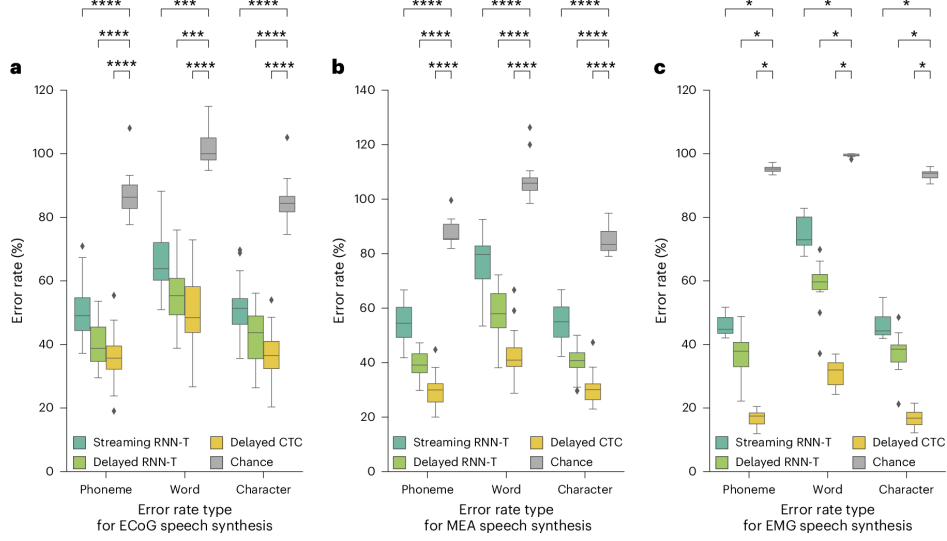 **** *** **** **** **** **** * * *
**** *** **** **** **** **** * * *
**** **** **** **** **** **** * * *
a
120
100
80
60
40
20
0
Error rate (%)
Streaming RNN-T Delayed CTC
Delayed RNN-T Chance
Phoneme Word Character
Error rate type
for ECoG speech synthesis
b
140
120
100
80
60
40
20
0
Error rate (%)
Streaming RNN-T Delayed CTC
Delayed RNN-T Chance
Phoneme Word Character
Error rate type
for MEA speech synthesis
c
120
100
80
60
40
20
0
Error rate (%)
Streaming RNN-T Delayed CTC
Delayed RNN-T Chance
Phoneme Word Character
Error rate type
for EMG speech synthesis